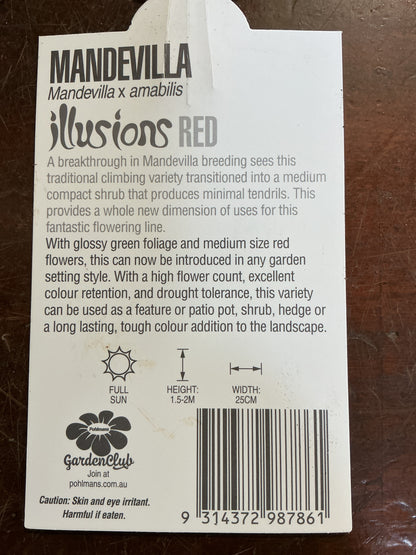 MANDEVILLA
Mandevilla x amabilis
illusions RED
A breakthrough in Mandevilla breeding sees this
traditional climbing variety transitioned into a medium
compact shrub that produces minimal tendrils. This
provides a whole new dimension of uses for this
fantastic flowering line.
With glossy green foliage and medium size red
flowers, this can now be introduced in any garden
setting style. With a high flower count, excellent
colour retention, and drought tolerance, this variety
can be used as a feature or patio pot, shrub, hedge or
a long lasting, tough colour addition to the landscape.
FULL
SUN
HEIGHT:
1.5-2M
WIDTH:
25CM
Pohlmans
GardenClub
Join at
pohlmans.com.au
Caution: Skin and eye irritant.
Harmful if eaten.
9 314372 987861